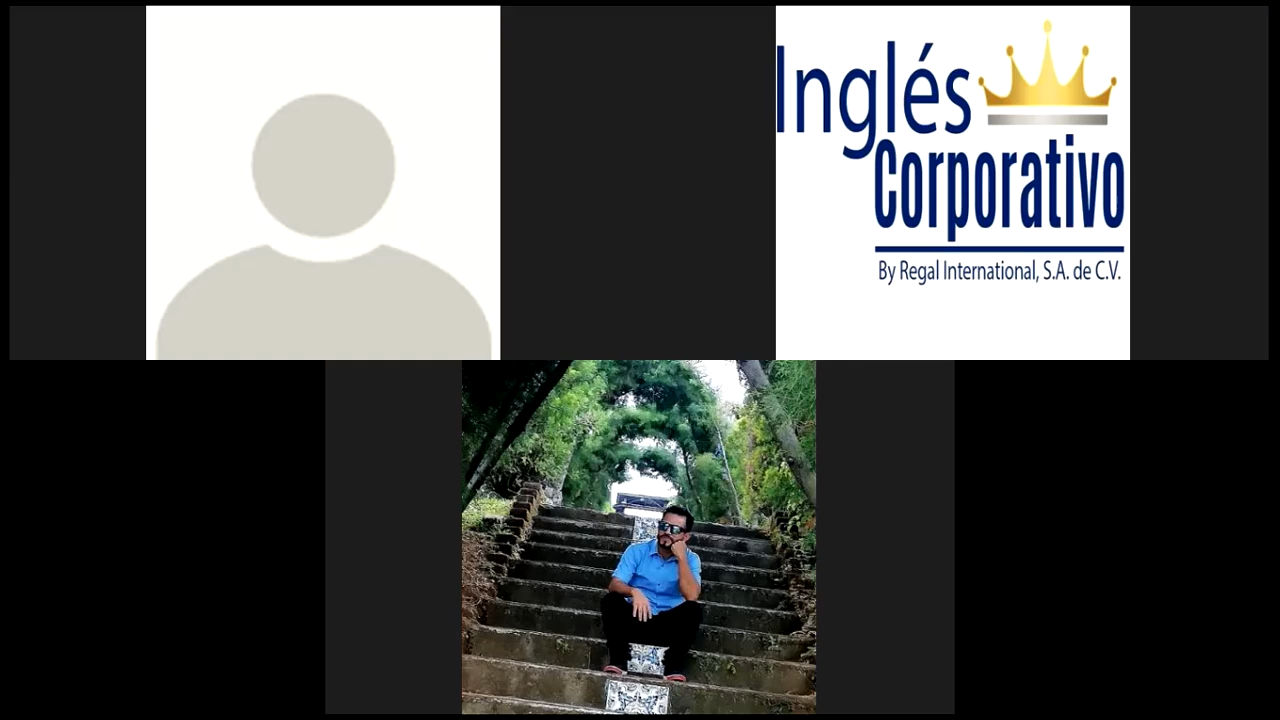 Inglés
Corporativo
By Regal International, S.A. de C.V.